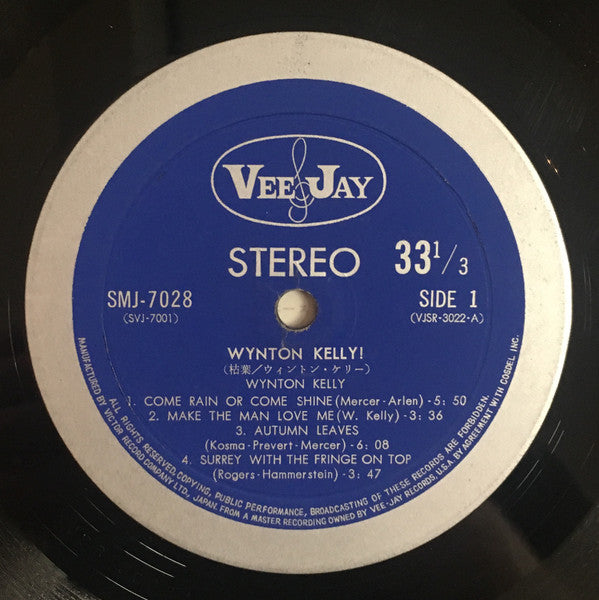 VEE JAY
STEREO 33 1/3
SMJ-7028 SIDE 1
(SVJ-7001) (VJSR-3022-A)
WYNTON KELLY!
(枯葉/ウィントン・ケリー)
WYNTON KELLY
1. COME RAIN OR COME SHINE (Mercer-Arlen)-5: 50
2. MAKE THE MAN LOVE ME (W. Kelly)-3: 36
3. AUTUMN LEAVES
(Kosma-Prevert-Mercer)-6: 08
4. SURREY WITH THE FRINGE ON TOP
(Rogers-Hammerstein)-3: 47
ALL RIGHTS RESERVED, COPYING, PUBLIC PERFORMANCE, BROADCASTING OF THESE RECORDS ARE FORBIDDEN.
MANUFACTURED BY VICTOR RECORD COMPANY LTD., JAPAN. FROM A MASTER RECORDING OWNED BY VEE-JAY RECORDS, U.S.A. BY AGREEMENT WITH COSDEL INC.